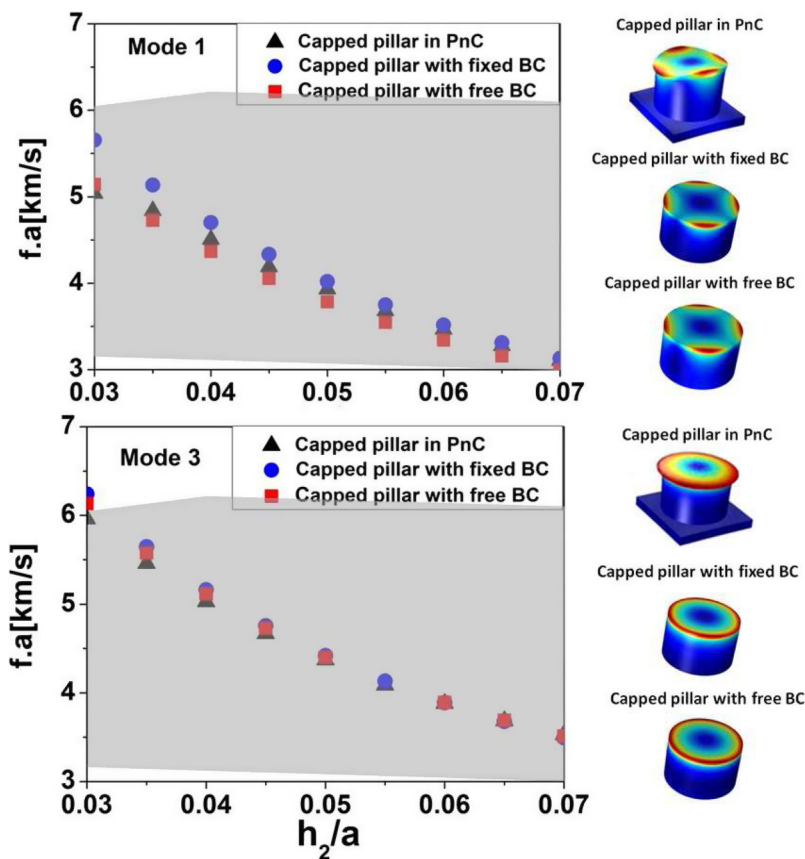 Mode 1
Capped pillar in PnC
Capped pillar with fixed BC
Capped pillar with free BC
7
6
5
4
3
f.a[km/s]
0.03 0.04 0.05 0.06 0.07
Capped pillar in PnC
Capped pillar with fixed BC
Capped pillar with free BC
Mode 3
Capped pillar in PnC
Capped pillar with fixed BC
Capped pillar with free BC
7
6
5
4
3
f.a[km/s]
0.03 0.04 0.05 0.06 0.07
h₂/a
Capped pillar in PnC
Capped pillar with fixed BC
Capped pillar with free BC